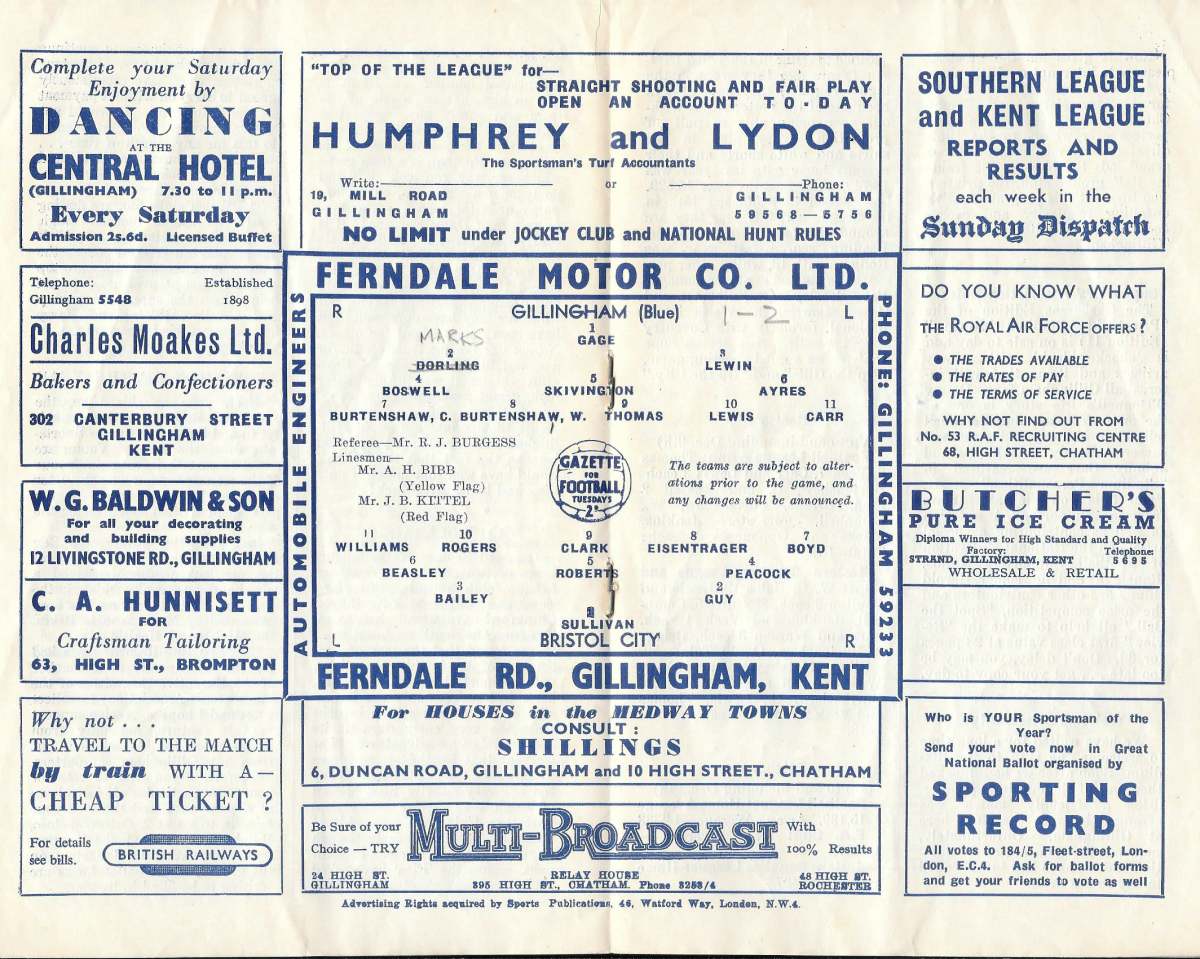 Complete your Saturday
Enjoyment by
DANCING
AT THE
CENTRAL HOTEL
(GILLINGHAM) 7.30 to 11 p.m.
Every Saturday
Admission 2s.6d. Licensed Buffet
"TOP OF THE LEAGUE" for—
STRAIGHT SHOOTING AND FAIR PLAY
OPEN AN ACCOUNT TO-DAY
HUMPHREY and LYDON
The Sportsman's Turf Accountants
Write: or Phone:
19, MILL ROAD GILLINGHAM
GILLINGHAM 59568—5756
NO LIMIT under JOCKEY CLUB and NATIONAL HUNT RULES
SOUTHERN LEAGUE
and KENT LEAGUE
REPORTS AND
RESULTS
each week in the
Sunday Dispatch
Telephone: Established
Gillingham 5548 1898
Charles Moakes Ltd.
Bakers and Confectioners
302 CANTERBURY STREET
GILLINGHAM
KENT
W. G. BALDWIN & SON
For all your decorating
and building supplies
12 LIVINGSTONE RD., GILLINGHAM
C. A. HUNNISETT
FOR
Craftsman Tailoring
63, HIGH ST., BROMPTON
Why not . . .
TRAVEL TO THE MATCH
by train WITH A—
CHEAP TICKET ?
For details
see bills.
BRITISH RAILWAYS
FERNDALE MOTOR CO. LTD.
AUTOMOBILE ENGINEERS
PHONE: GILLINGHAM 59233
R GILLINGHAM (Blue) 1-2 L
1
GAGE
MARKS
2 3
DORLING LEWIN
4 5 6
BOSWELL SKIVINGTON AYRES
7 8 9 10 11
BURTENSHAW, C. BURTENSHAW, W. THOMAS LEWIS CARR
Referee—Mr. R. J. BURGESS
Linesmen—
Mr. A. H. BIBB
(Yellow Flag)
Mr. J. B. KITTEL
(Red Flag)
GAZETTE
FOR
FOOTBALL
TUESDAYS
2ᴰ
The teams are subject to alter-
ations prior to the game, and
any changes will be announced.
11 10 9 8 7
WILLIAMS ROGERS CLARK EISENTRAGER BOYD
6 5 4
BEASLEY ROBERTS PEACOCK
3 2
BAILEY GUY
1
SULLIVAN
L BRISTOL CITY R
FERNDALE RD., GILLINGHAM, KENT
For HOUSES in the MEDWAY TOWNS
CONSULT :
SHILLINGS
6, DUNCAN ROAD, GILLINGHAM and 10 HIGH STREET., CHATHAM
Be Sure of your
Choice — TRY
MULTI-BROADCAST
With
100% Results
24 HIGH ST. RELAY HOUSE 48 HIGH ST.
GILLINGHAM 395 HIGH ST., CHATHAM. Phone 3253/4 ROCHESTER
Advertising Rights acquired by Sports Publications, 46, Watford Way, London, N.W.4.
DO YOU KNOW WHAT
THE ROYAL AIR FORCE OFFERS ?
● THE TRADES AVAILABLE
● THE RATES OF PAY
● THE TERMS OF SERVICE
WHY NOT FIND OUT FROM
No. 53 R.A.F. RECRUITING CENTRE
68, HIGH STREET, CHATHAM
BUTCHER'S
PURE ICE CREAM
Diploma Winners for High Standard and Quality
Factory: Telephone:
STRAND, GILLINGHAM, KENT 5695
WHOLESALE & RETAIL
Who is YOUR Sportsman of the
Year?
Send your vote now in Great
National Ballot organised by
SPORTING
RECORD
All votes to 184/5, Fleet-street, Lon-
don, E.C.4. Ask for ballot forms
and get your friends to vote as well